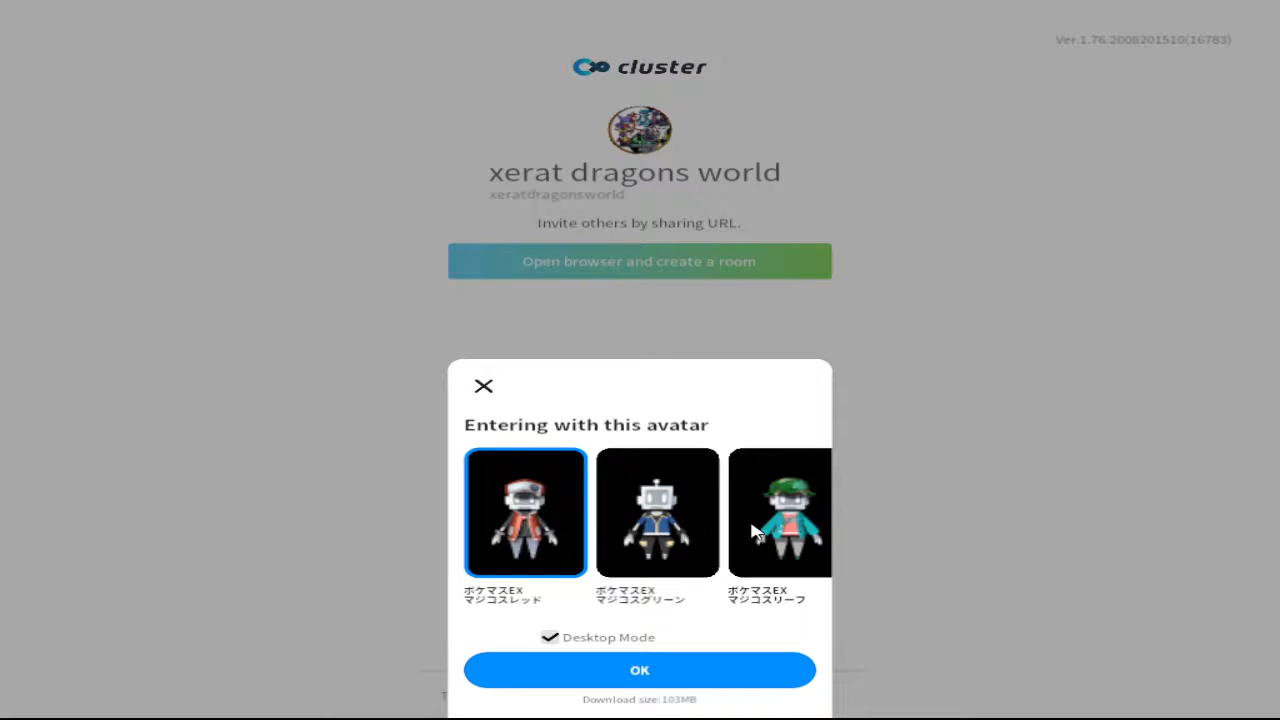 Ver.1.76.2008201510(16783)
cluster
xerat dragons world
xeratdragonsworld
Invite others by sharing URL.
Open browser and create a room
Entering with this avatar
ポケマスEX
マジコスレッド
ポケマスEX
マジコスグリーン
ポケマスEX
マジコスリーフ
Desktop Mode
OK
Download size: 103MB
T